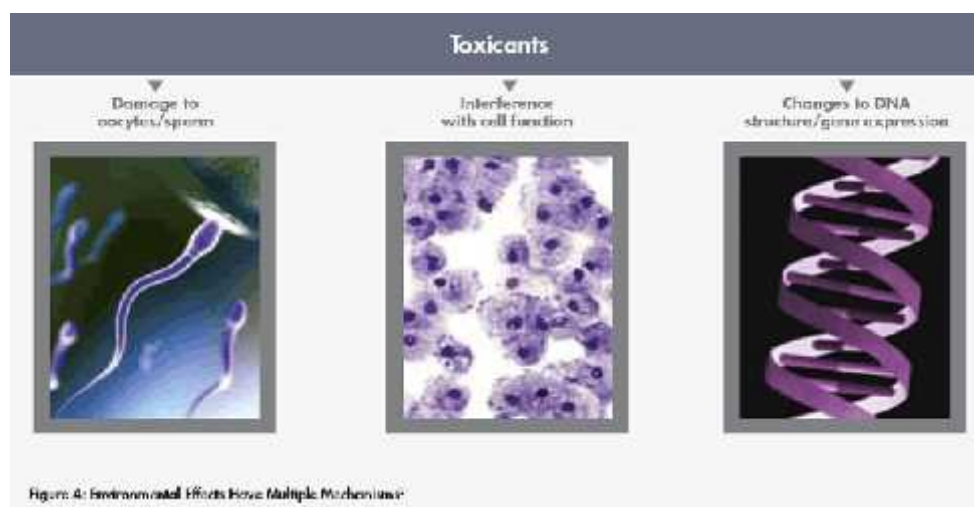 Toxicants
Damage to
oocytes/sperm
Interference
with cell function
Changes to DNA
structure/gene expression
Figure 4: Environmental Effects Have Multiple Mechanisms